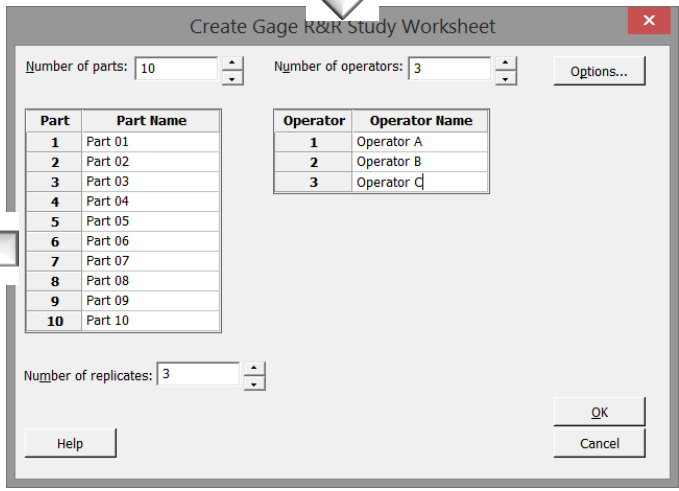 Create Gage R&R Study Worksheet
x
Number of parts: 10 Number of operators: 3 Options...
Part Part Name Operator Operator Name
1 Part 01 1 Operator A
2 Part 02 2 Operator B
3 Part 03 3 Operator C
4 Part 04
5 Part 05
6 Part 06
7 Part 07
8 Part 08
9 Part 09
10 Part 10
Number of replicates: 3
OK
Help Cancel